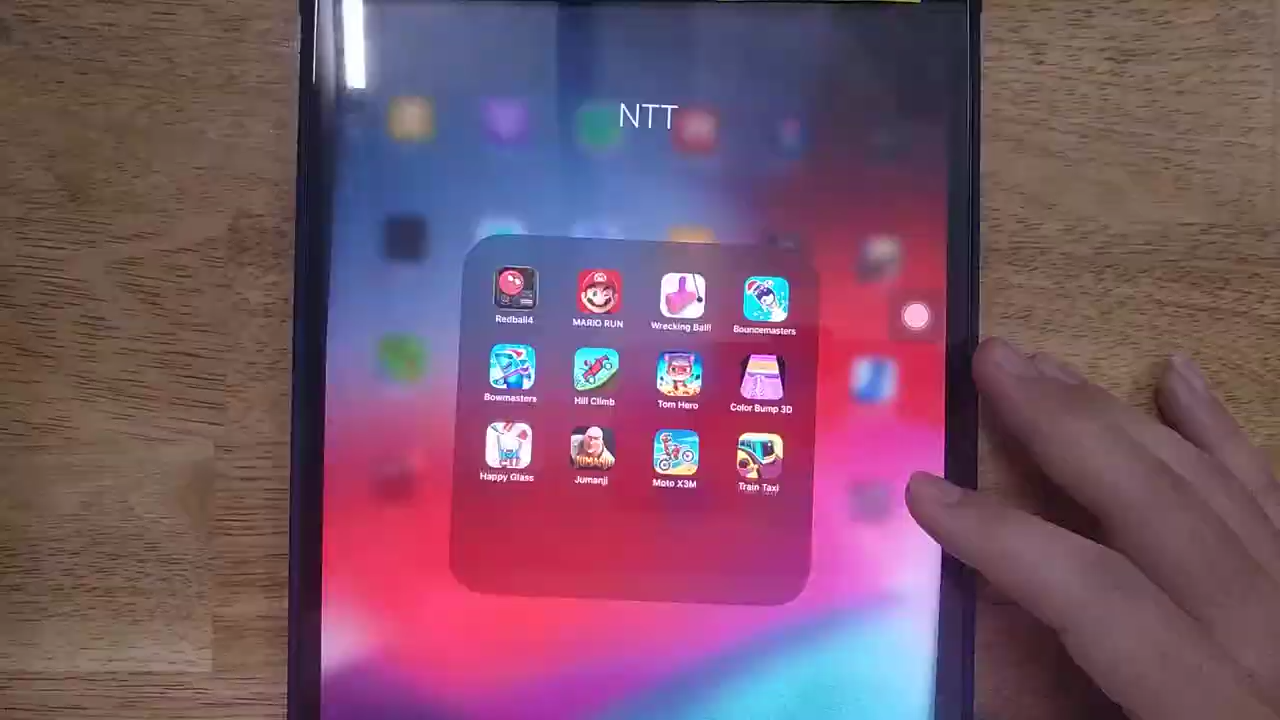 NTT
Redball4
MARIO RUN
Wrecking Ball!
Bouncemasters
Bowmasters
Hill Climb
Tom Hero
Color Bump 3D
Happy Glass
JUMANJI
Jumanji
Moto X3M
Train Taxi